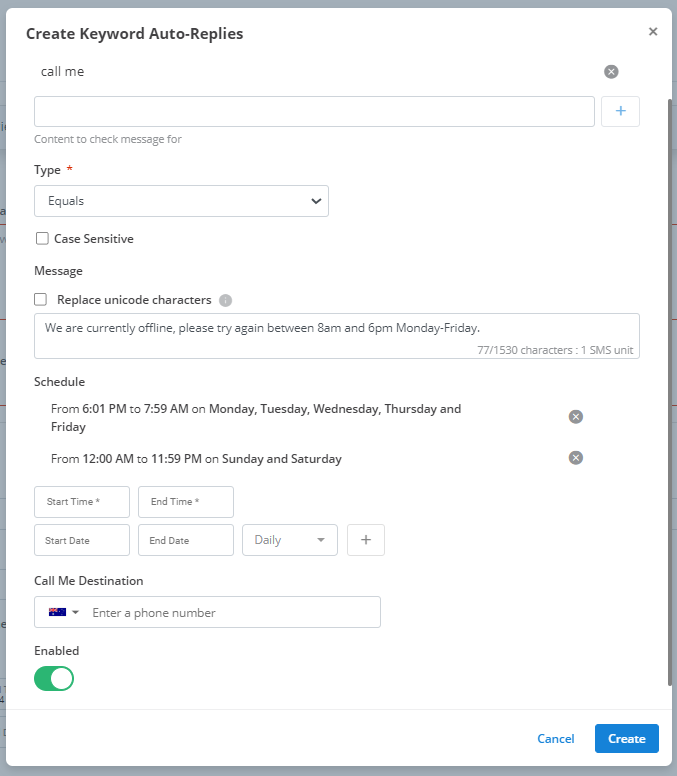 Create Keyword Auto-Replies
call me
Content to check message for
Type *
Equals
Case Sensitive
Message
Replace unicode characters
We are currently offline, please try again between 8am and 6pm Monday-Friday.
77/1530 characters : 1 SMS unit
Schedule
From 6:01 PM to 7:59 AM on Monday, Tuesday, Wednesday, Thursday and
Friday
From 12:00 AM to 11:59 PM on Sunday and Saturday
Start Time * End Time *
Start Date End Date Daily
Call Me Destination
Enter a phone number
Enabled
Cancel Create